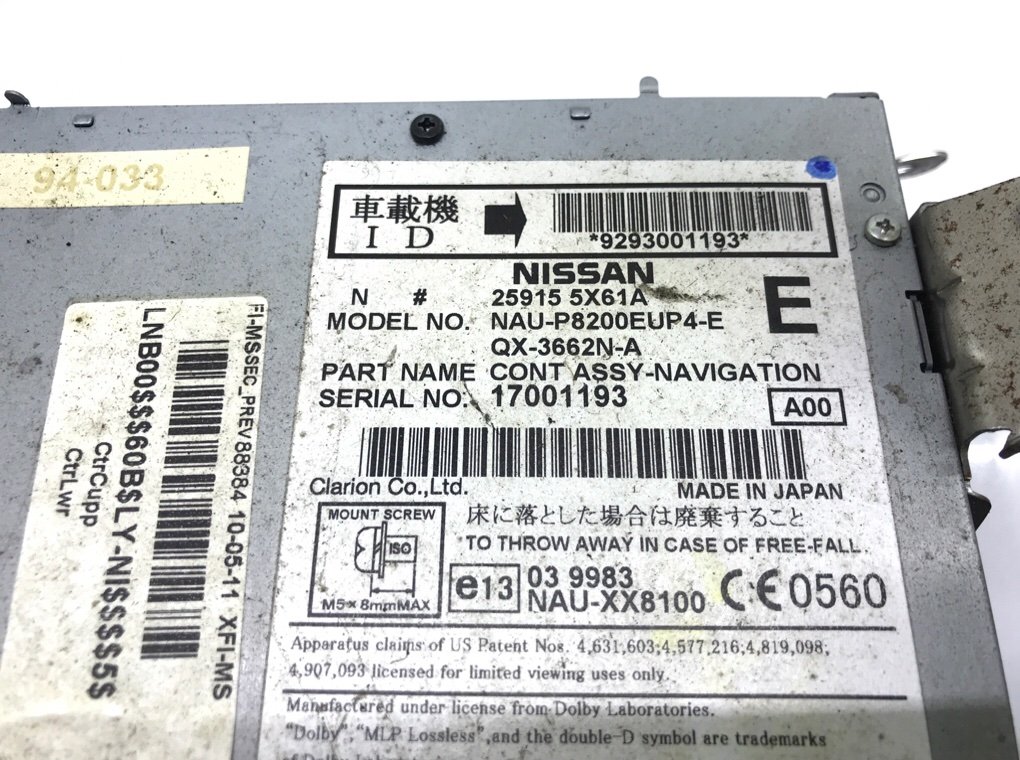 94-033
車載機
ID
*9293001193*
NISSAN
E
N # 25915 5X61A
MODEL NO. NAU-P8200EUP4-E
QX-3662N-A
PART NAME CONT ASSY-NAVIGATION
SERIAL NO. 17001193
A00
Clarion Co.,Ltd.
MADE IN JAPAN
MOUNT SCREW
ISO
M5×8mmMAX
床に落とした場合は廃棄すること
TO THROW AWAY IN CASE OF FREE-FALL.
e13
03 9983
NAU-XX8100
CE0560
Apparatus claims of US Patent Nos. 4,631,603;4,577,216;4,819,098;
4,907,093 licensed for limited viewing uses only.
Manufactured under license from Dolby Laboratories.
"Dolby","MLP Lossless",and the double-D symbol are trademarks
of Dolby Laboratories
FI-MSSEC_PREV88384 10-05-11 XFI-MS
LNB00$$$60B$LY-NIS$$$$5$
CtrCupp
CtrLwr